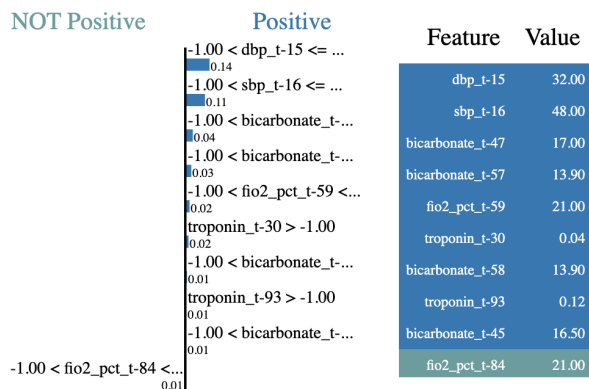 NOT Positive
Positive
-1.00 < dbp_t-15 <= ...
0.14
-1.00 < sbp_t-16 <= ...
0.11
-1.00 < bicarbonate_t-...
0.04
-1.00 < bicarbonate_t-...
0.03
-1.00 < fio2_pct_t-59 <...
0.02
troponin_t-30 > -1.00
0.02
-1.00 < bicarbonate_t-...
0.01
troponin_t-93 > -1.00
0.01
-1.00 < bicarbonate_t-...
0.01
-1.00 < fio2_pct_t-84 <...
0.01
Feature Value
dbp_t-15 32.00
sbp_t-16 48.00
bicarbonate_t-47 17.00
bicarbonate_t-57 13.90
fio2_pct_t-59 21.00
troponin_t-30 0.04
bicarbonate_t-58 13.90
troponin_t-93 0.12
bicarbonate_t-45 16.50
fio2_pct_t-84 21.00